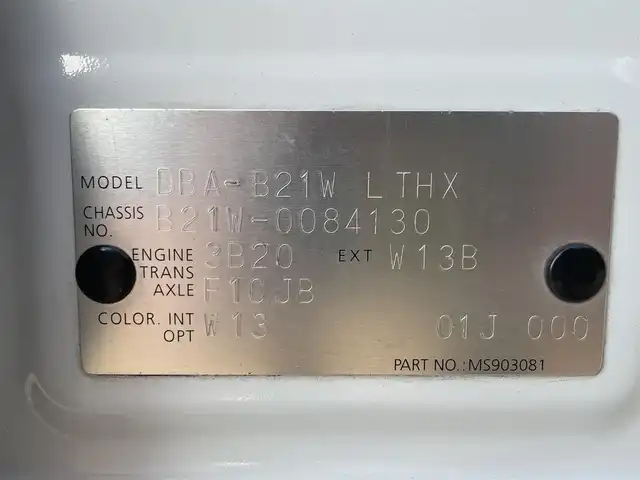 MODEL DBA-B21W LTHX
CHASSIS NO. B21W-0084130
ENGINE 3B20 EXT W13B
TRANS AXLE F1CJB
COLOR. INT W13 01J 000
OPT
PART NO.:MS903081